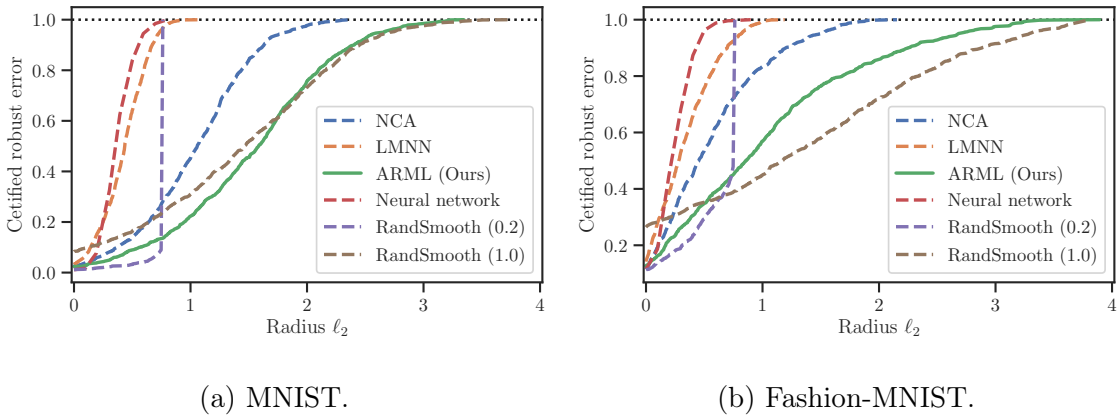 1.0
0.8
0.6
0.4
0.2
0.0
Cetified robust error
NCA
LMNN
ARML (Ours)
Neural network
RandSmooth (0.2)
RandSmooth (1.0)
0 1 2 3 4
Radius ℓ₂
(a) MNIST.
1.0
0.8
0.6
0.4
0.2
Cetified robust error
NCA
LMNN
ARML (Ours)
Neural network
RandSmooth (0.2)
RandSmooth (1.0)
0 1 2 3 4
Radius ℓ₂
(b) Fashion-MNIST.